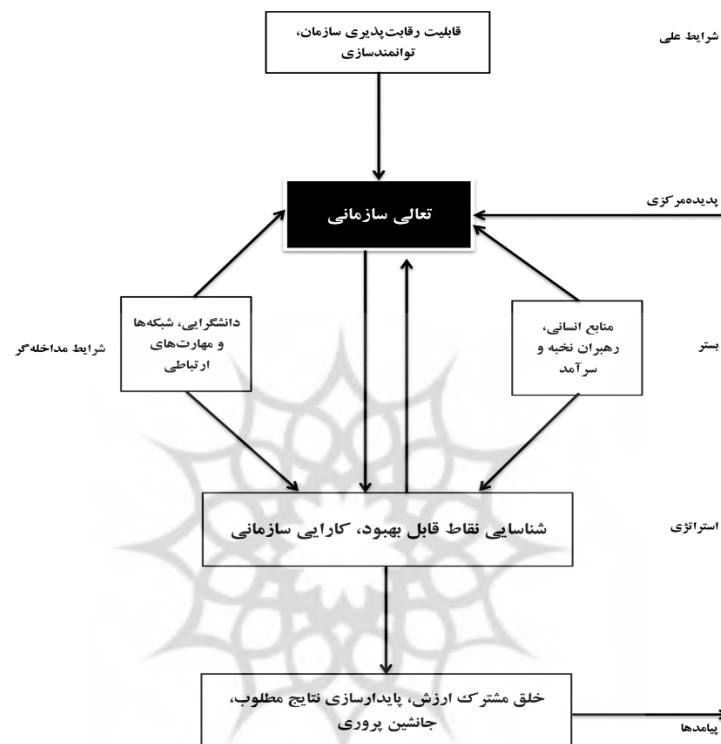 قابلیت رقابت‌پذیری سازمان،
توانمندسازی
شرایط علی
تعالی سازمانی
پدیده‌مرکزی
دانشگرایی، شبکه‌ها
و مهارت‌های
ارتباطی
شرایط مداخله‌گر
منابع انسانی،
رهبران نخبه و
سرآمد
بستر
شناسایی نقاط قابل بهبود، کارایی سازمانی
استراتژی
خلق مشترک ارزش، پایدارسازی نتایج مطلوب،
جانشین پروری
پیامدها